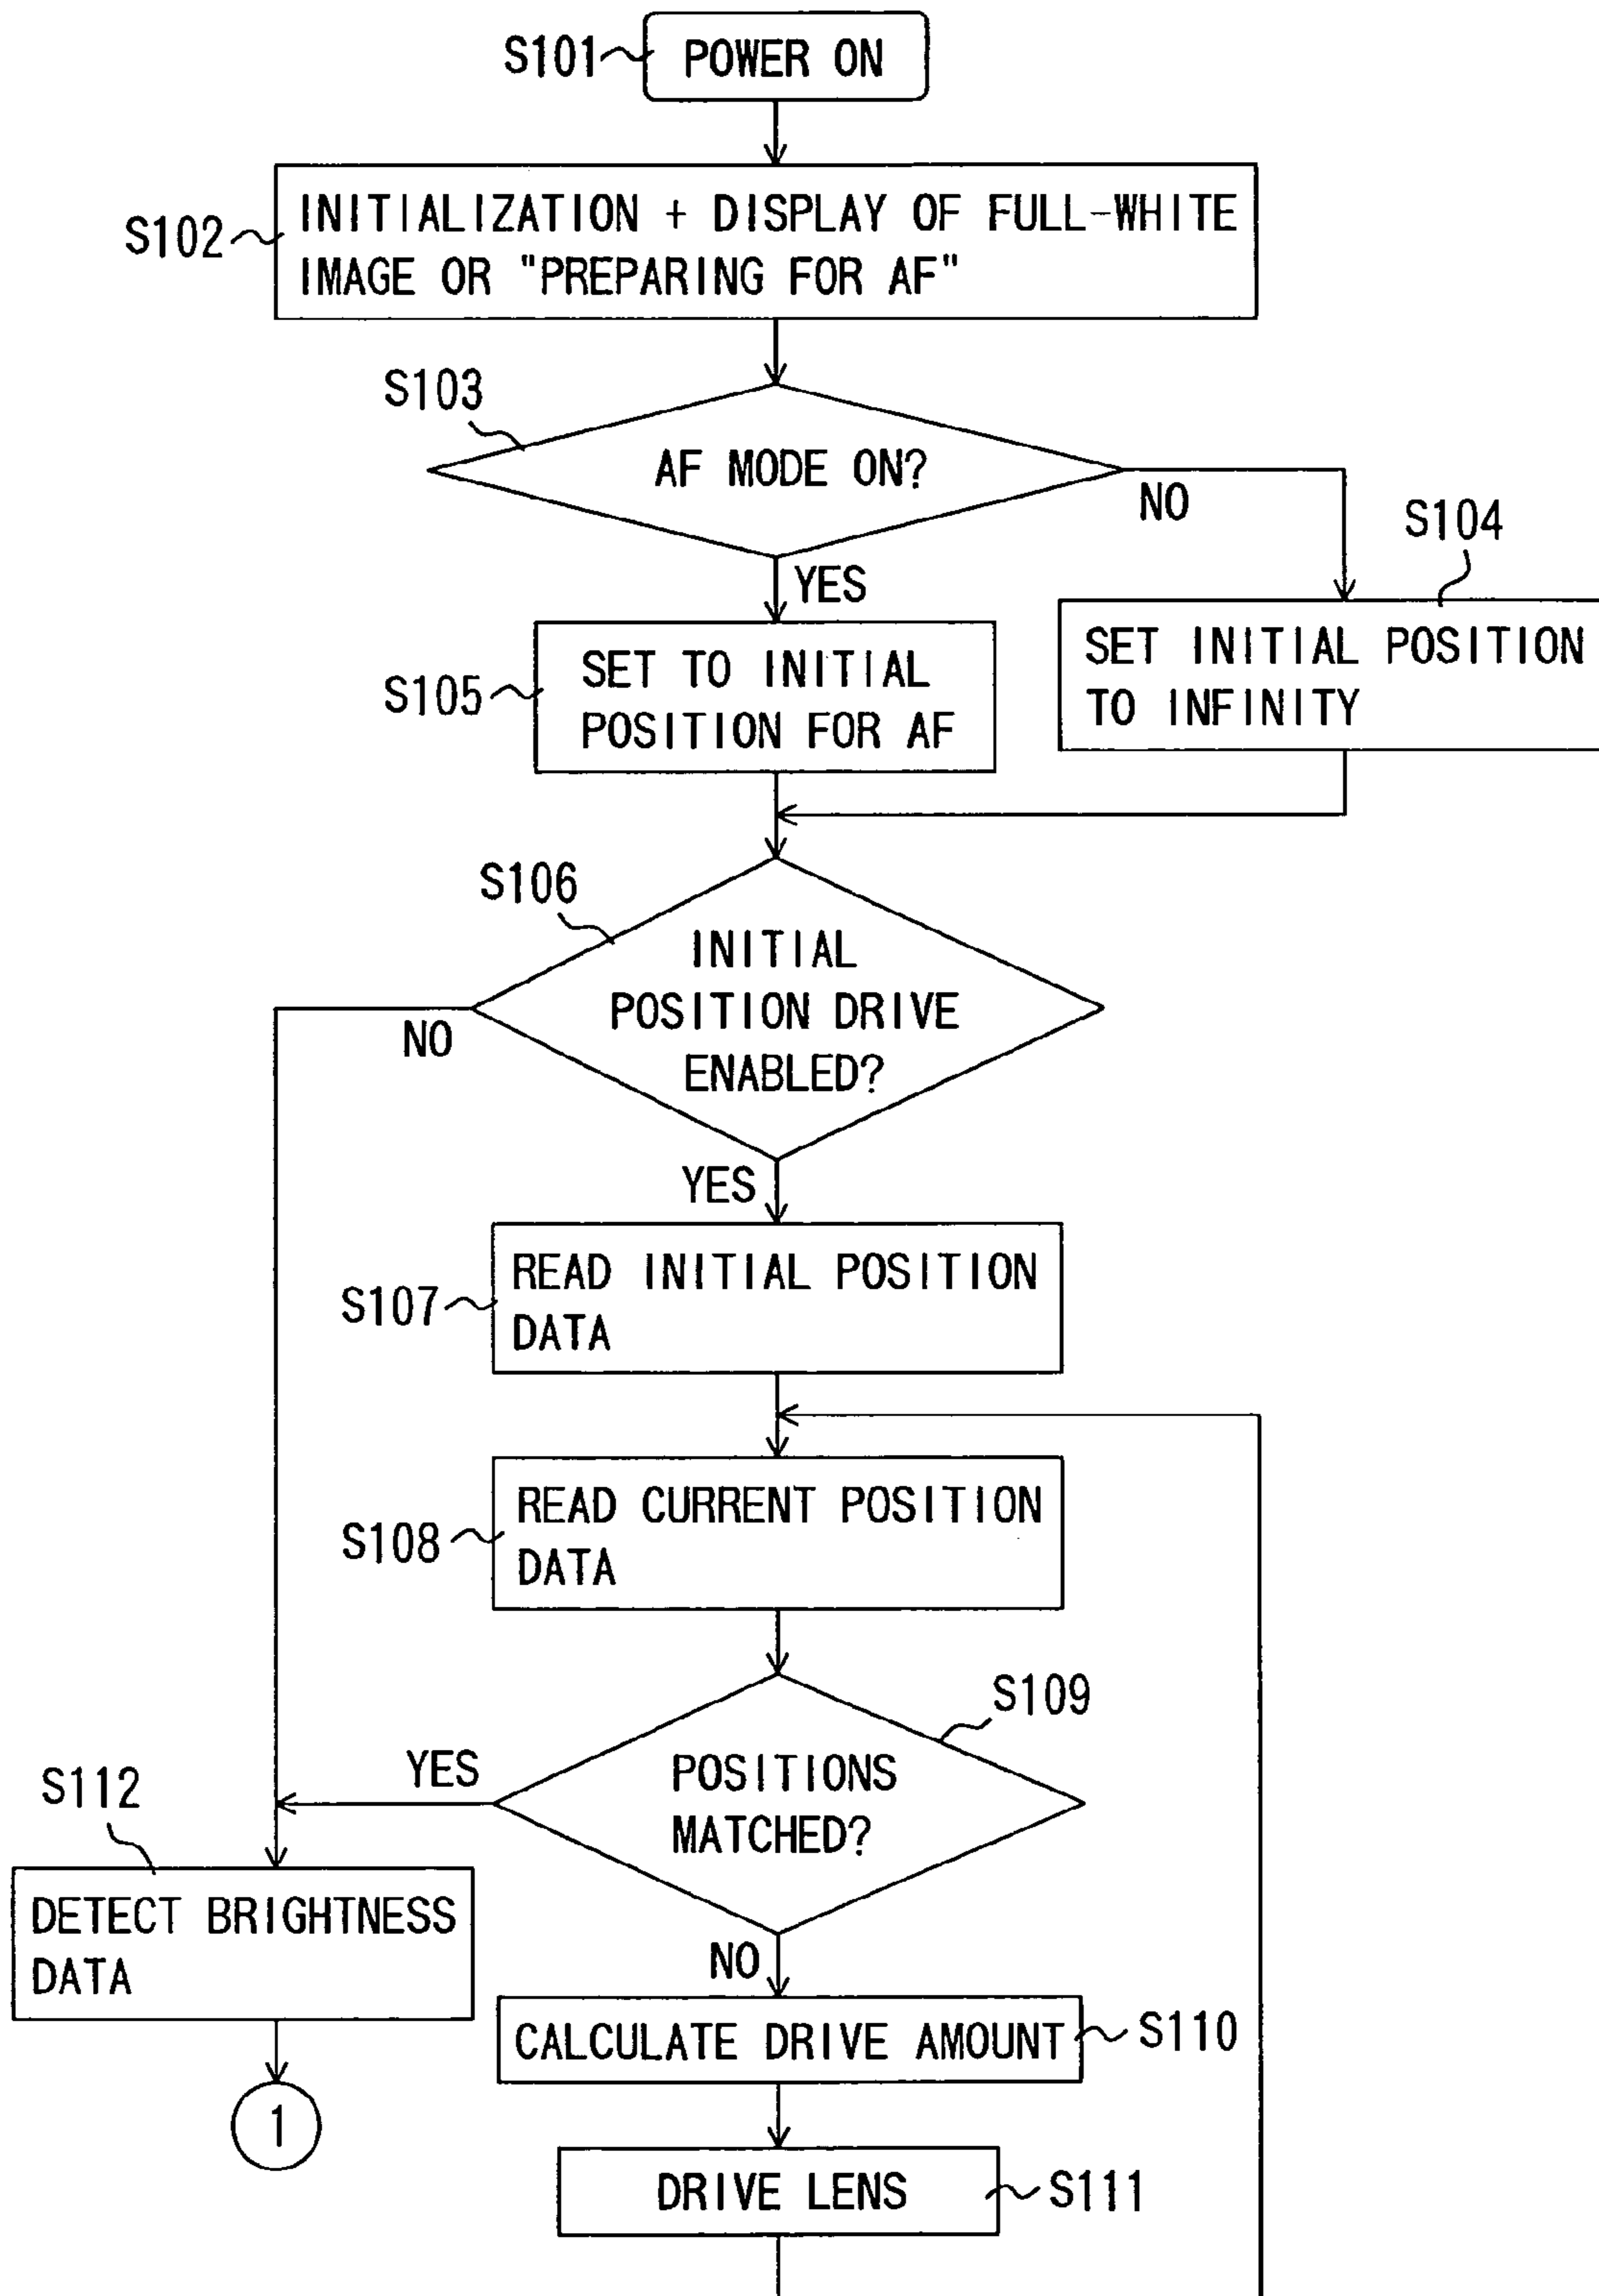 S101
POWER ON
S102
INITIALIZATION + DISPLAY OF FULL-WHITE
IMAGE OR "PREPARING FOR AF"
S103
AF MODE ON?
NO
YES
S104
SET INITIAL POSITION
TO INFINITY
S105
SET TO INITIAL
POSITION FOR AF
S106
INITIAL
POSITION DRIVE
ENABLED?
NO
YES
S107
READ INITIAL POSITION
DATA
S108
READ CURRENT POSITION
DATA
S109
POSITIONS
MATCHED?
YES
NO
S112
DETECT BRIGHTNESS
DATA
1
CALCULATE DRIVE AMOUNT
S110
DRIVE LENS
S111